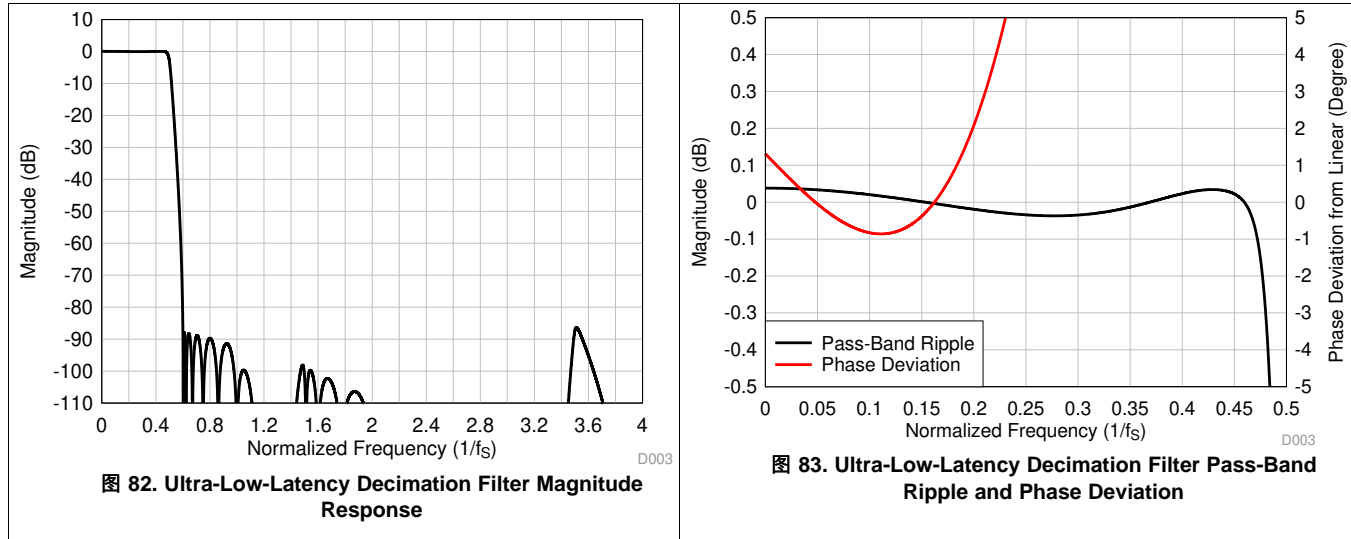 10
0
-10
-20
-30
-40
-50
-60
-70
-80
-90
-100
-110
Magnitude (dB)
0 0.4 0.8 1.2 1.6 2 2.4 2.8 3.2 3.6 4
Normalized Frequency (1/fS)
D003
图 82. Ultra-Low-Latency Decimation Filter Magnitude
Response
0.5
0.4
0.3
0.2
0.1
0
-0.1
-0.2
-0.3
-0.4
-0.5
Magnitude (dB)
5
4
3
2
1
0
-1
-2
-3
-4
-5
Phase Deviation from Linear (Degree)
Pass-Band Ripple
Phase Deviation
0 0.05 0.1 0.15 0.2 0.25 0.3 0.35 0.4 0.45 0.5
Normalized Frequency (1/fS)
D003
图 83. Ultra-Low-Latency Decimation Filter Pass-Band
Ripple and Phase Deviation